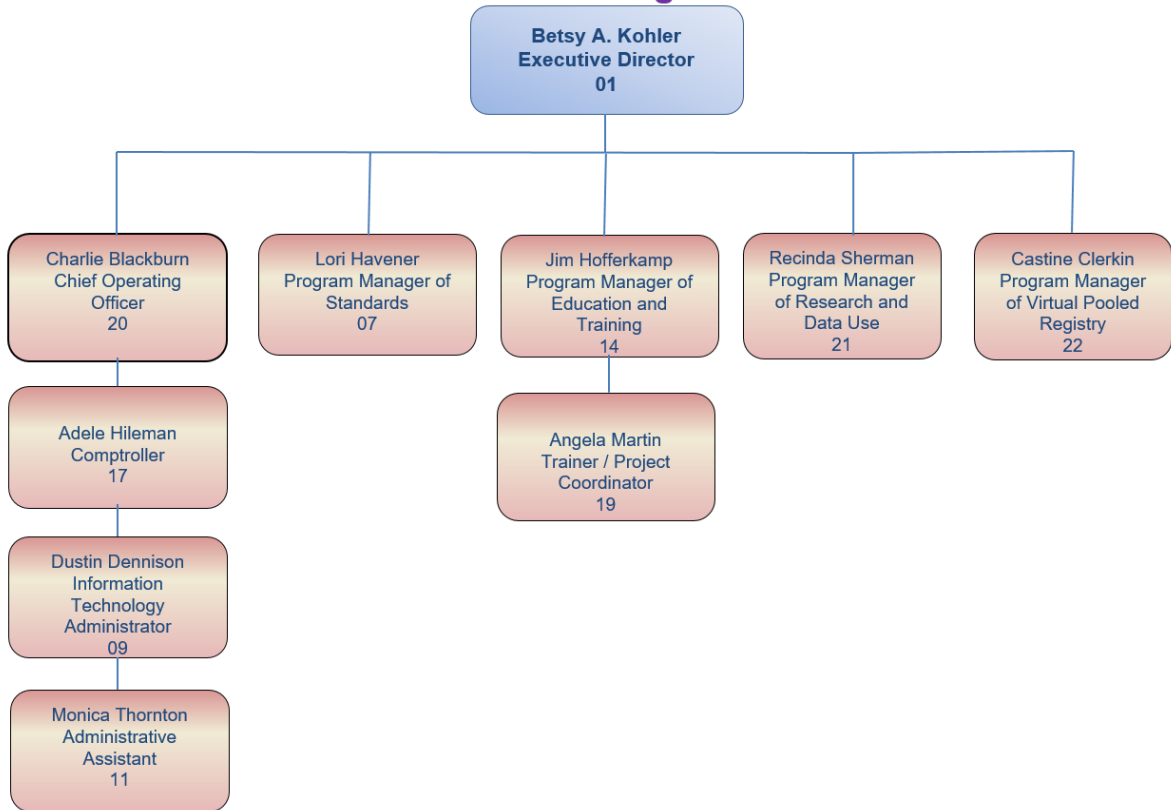 Betsy A. Kohler
Executive Director
01
Charlie Blackburn
Chief Operating
Officer
20
Lori Havener
Program Manager of
Standards
07
Jim Hofferkamp
Program Manager of
Education and
Training
14
Recinda Sherman
Program Manager
of Research and
Data Use
21
Castine Clerkin
Program Manager
of Virtual Pooled
Registry
22
Adele Hileman
Comptroller
17
Angela Martin
Trainer / Project
Coordinator
19
Dustin Dennison
Information
Technology
Administrator
09
Monica Thornton
Administrative
Assistant
11